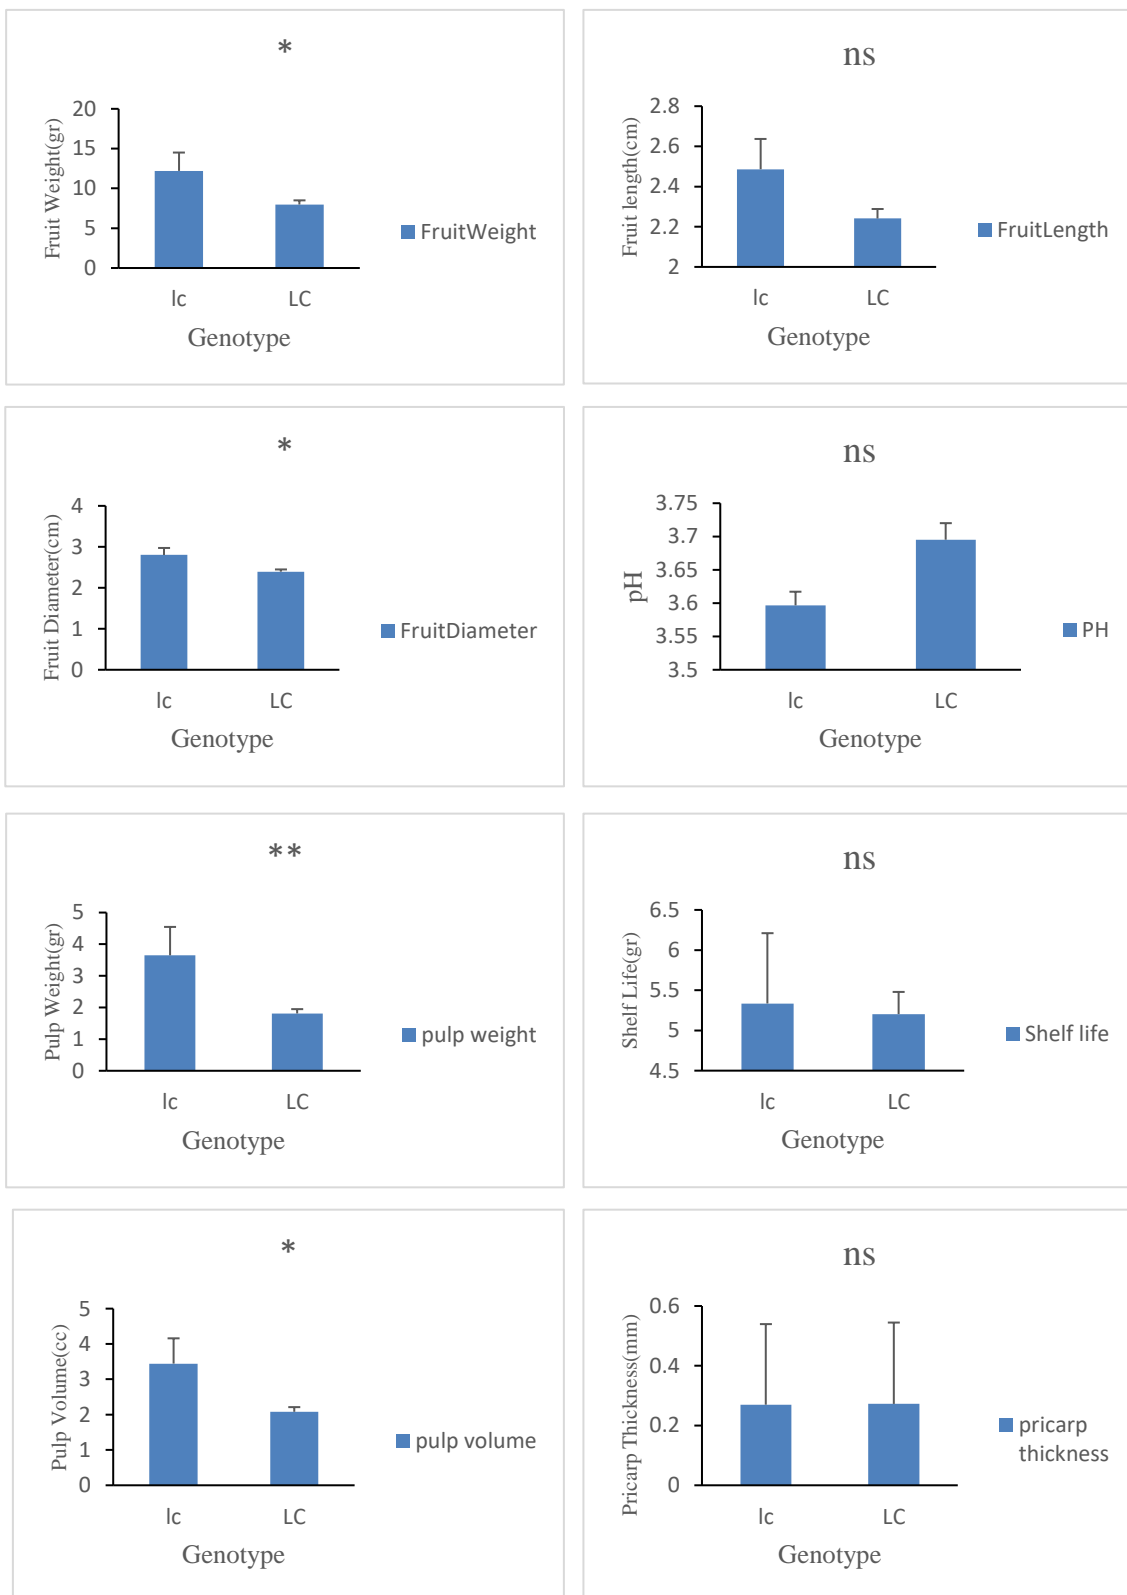 *
Fruit Weight(gr)
20
15
10
5
0
lc
LC
Genotype
FruitWeight
ns
Fruit length(cm)
2.8
2.6
2.4
2.2
2
lc
LC
Genotype
FruitLength
*
Fruit Diameter(cm)
4
3
2
1
0
lc
LC
Genotype
FruitDiameter
ns
pH
3.75
3.7
3.65
3.6
3.55
3.5
lc
LC
Genotype
PH
**
Pulp Weight(gr)
5
4
3
2
1
0
lc
LC
Genotype
pulp weight
ns
Shelf Life(gr)
6.5
6
5.5
5
4.5
lc
LC
Genotype
Shelf life
*
Pulp Volume(cc)
5
4
3
2
1
0
lc
LC
Genotype
pulp volume
ns
Pricarp Thickness(mm)
0.6
0.4
0.2
0
lc
LC
Genotype
pricarp
thickness